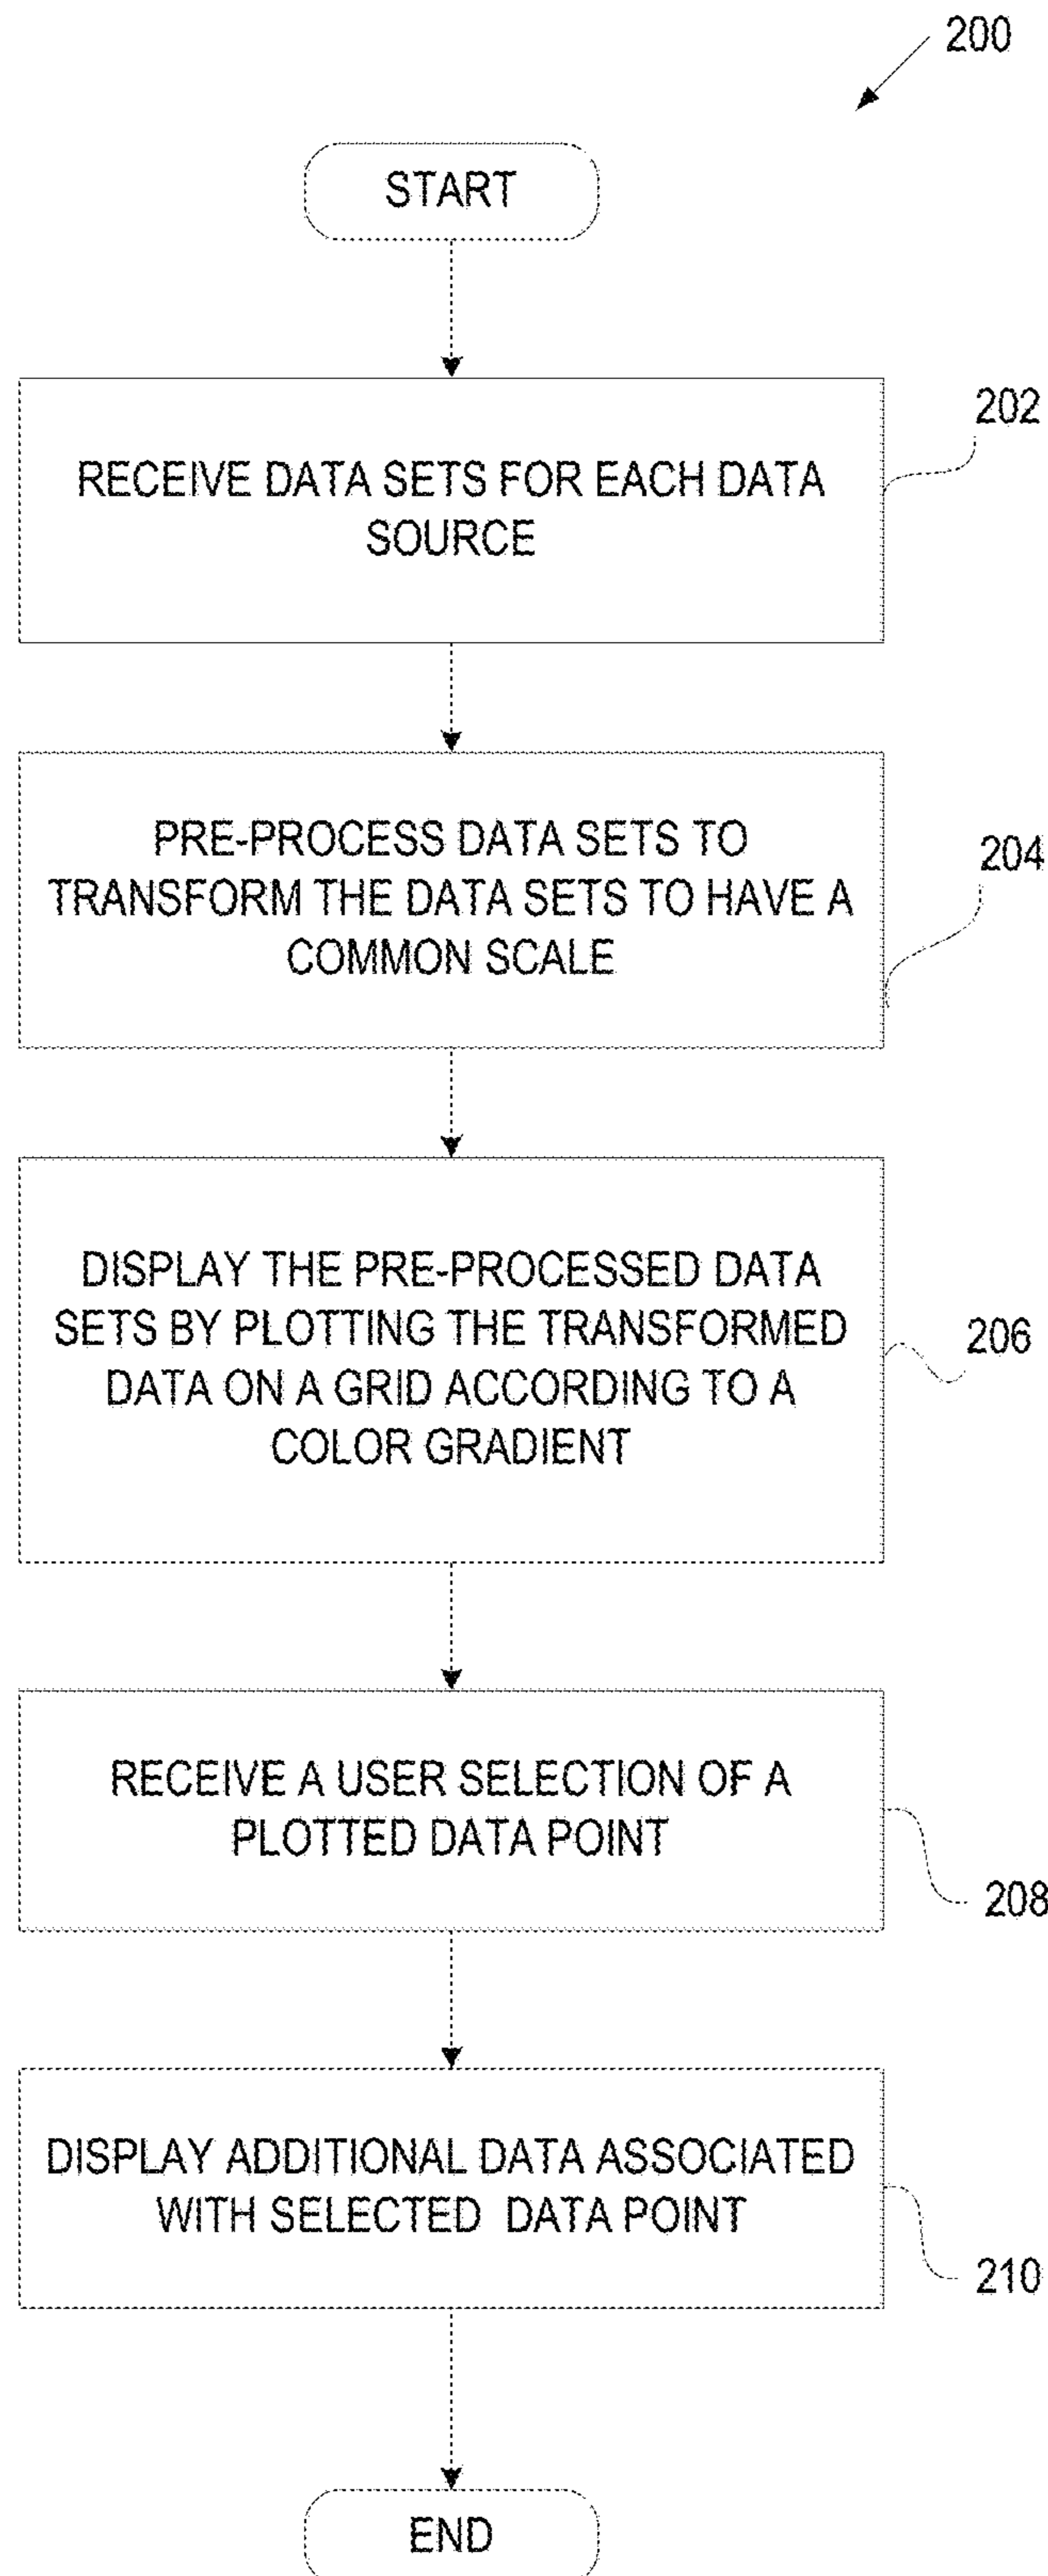 200
START
RECEIVE DATA SETS FOR EACH DATA
SOURCE
202
PRE-PROCESS DATA SETS TO
TRANSFORM THE DATA SETS TO HAVE A
COMMON SCALE
204
DISPLAY THE PRE-PROCESSED DATA
SETS BY PLOTTING THE TRANSFORMED
DATA ON A GRID ACCORDING TO A
COLOR GRADIENT
206
RECEIVE A USER SELECTION OF A
PLOTTED DATA POINT
208
DISPLAY ADDITIONAL DATA ASSOCIATED
WITH SELECTED DATA POINT
210
END